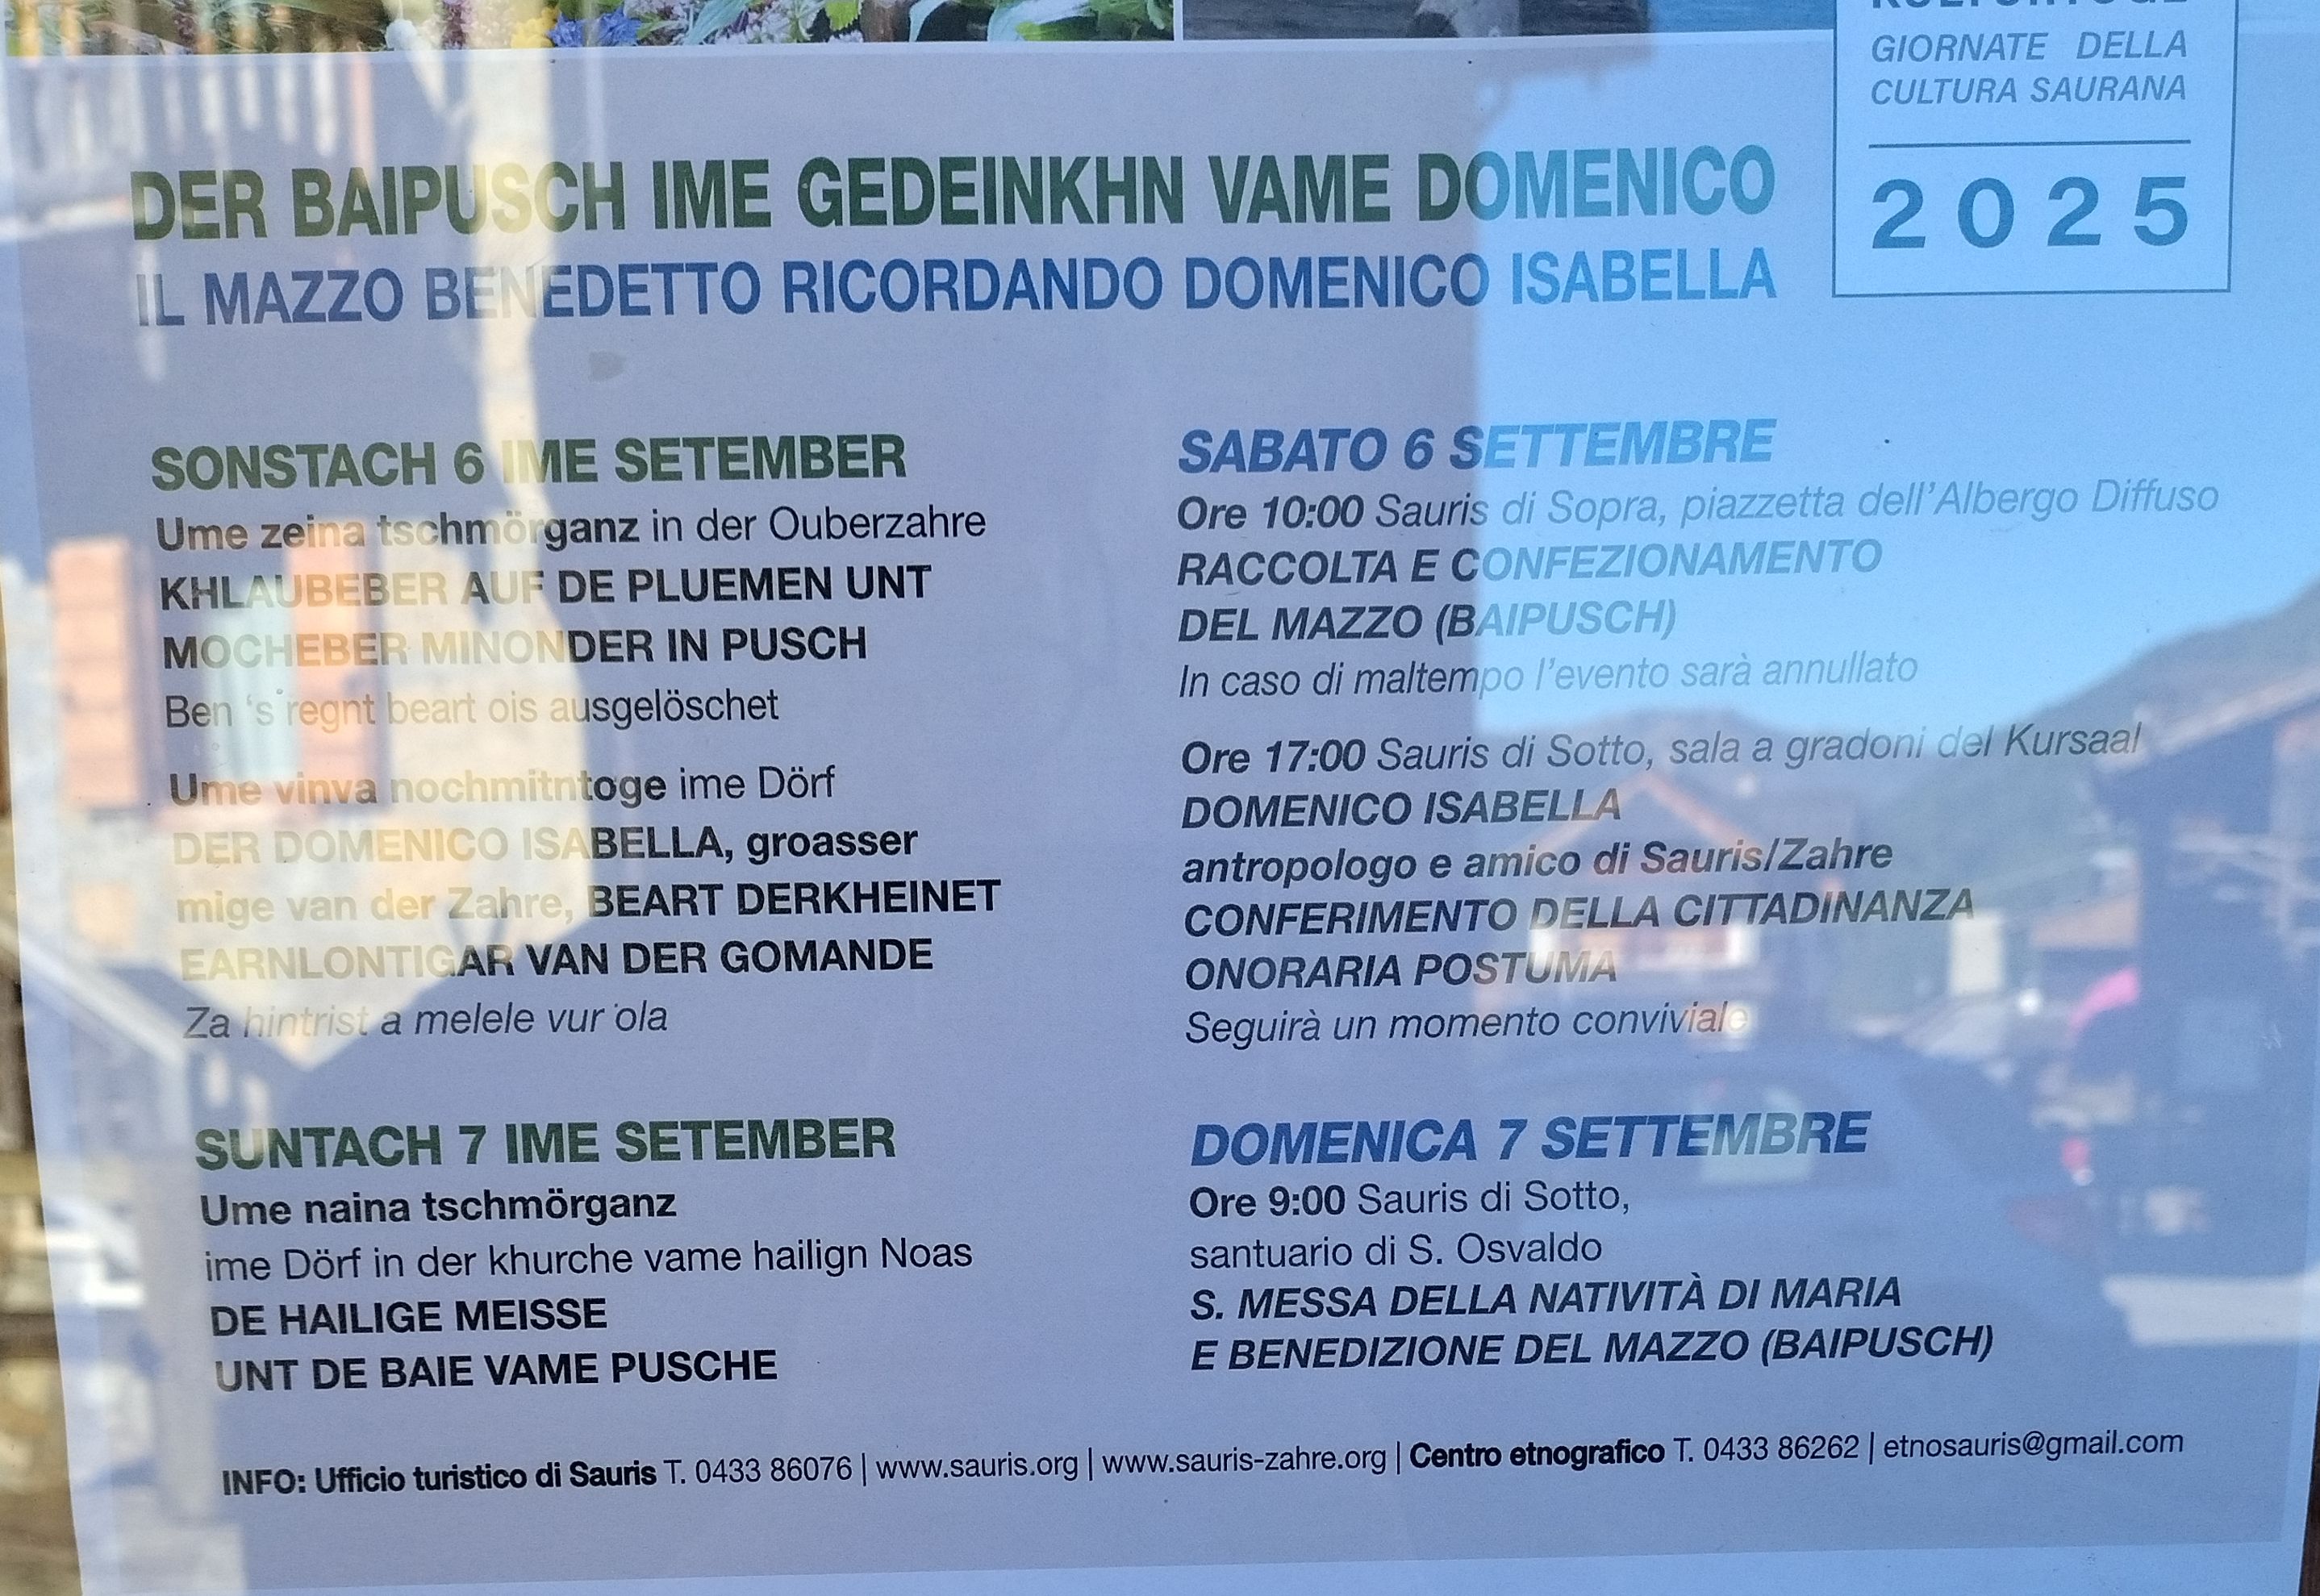 GIORNATE DELLA
CULTURA SAURANA
2025
DER BAIPUSCH IME GEDEINKHN VAME DOMENICO
IL MAZZO BENEDETTO RICORDANDO DOMENICO ISABELLA
SONSTACH 6 IME SETEMBER
Ume zeina tschmörganz in der Ouberzahre
KHLAUBEBER AUF DE PLUEMEN UNT
MOCHEBER MINONDER IN PUSCH
Ben 's regnt beart ois ausgelöschet
Ume vinva nochmitntoge ime Dörf
DER DOMENICO ISABELLA, groasser
mige van der Zahre, BEART DERKHEINET
EARNLONTIGAR VAN DER GOMANDE
Za hintrist a melele vur ola
SUNTACH 7 IME SETEMBER
Ume naina tschmörganz
ime Dörf in der khurche vame hailign Noas
DE HAILIGE MEISSE
UNT DE BAIE VAME PUSCHE
SABATO 6 SETTEMBRE
Ore 10:00 Sauris di Sopra, piazzetta dell'Albergo Diffuso
RACCOLTA E CONFEZIONAMENTO
DEL MAZZO (BAIPUSCH)
In caso di maltempo l'evento sarà annullato
Ore 17:00 Sauris di Sotto, sala a gradoni del Kursaal
DOMENICO ISABELLA
antropologo e amico di Sauris/Zahre
CONFERIMENTO DELLA CITTADINANZA
ONORARIA POSTUMA
Seguirà un momento conviviale
DOMENICA 7 SETTEMBRE
Ore 9:00 Sauris di Sotto,
santuario di S. Osvaldo
S. MESSA DELLA NATIVITÀ DI MARIA
E BENEDIZIONE DEL MAZZO (BAIPUSCH)
INFO: Ufficio turistico di Sauris T. 0433 86076 | www.sauris.org | www.sauris-zahre.org | Centro etnografico T. 0433 86262 | etnosauris@gmail.com